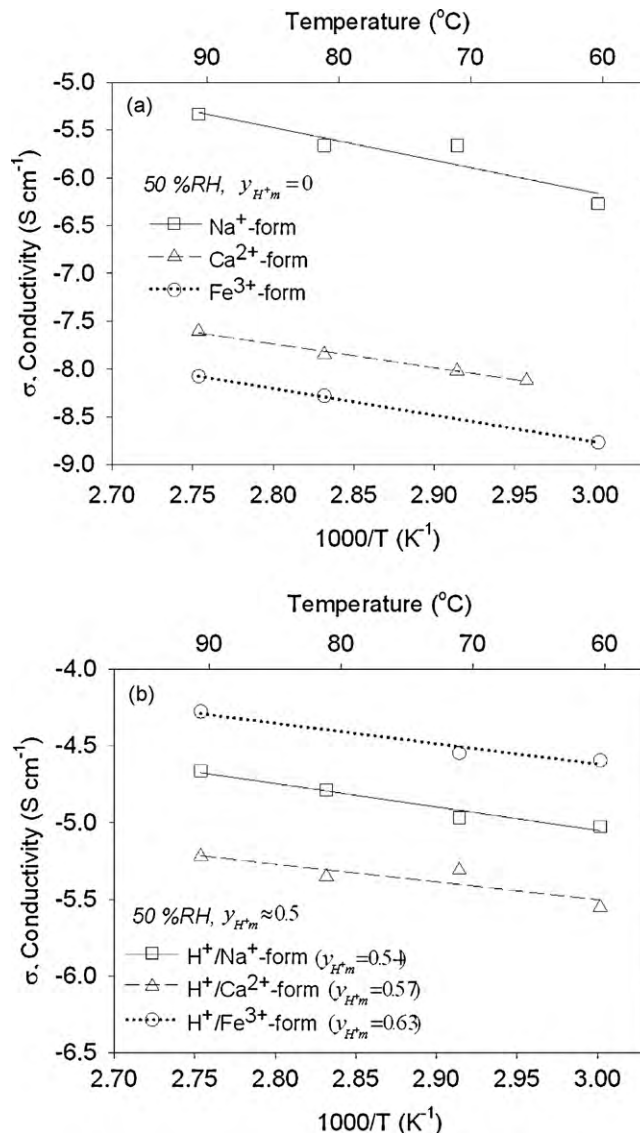 Temperature (°C)
90 80 70 60
-5.0
(a)
-5.5
-6.0
50 %RH, y_H⁺m = 0
-6.5
Na⁺-form
-7.0
Ca²⁺-form
-7.5
Fe³⁺-form
-8.0
-8.5
-9.0
σ, Conductivity (S cm⁻¹)
2.70 2.75 2.80 2.85 2.90 2.95 3.00
1000/T (K⁻¹)
Temperature (°C)
90 80 70 60
-4.0
(b)
-4.5
-5.0
-5.5
50 %RH, y_H⁺m ≈0.5
H⁺/Na⁺-form (y_H⁺m=0.54)
-6.0
H⁺/Ca²⁺-form (y_H⁺m=0.57)
H⁺/Fe³⁺-form (y_H⁺m=0.63)
-6.5
σ, Conductivity (S cm⁻¹)
2.70 2.75 2.80 2.85 2.90 2.95 3.00
1000/T (K⁻¹)